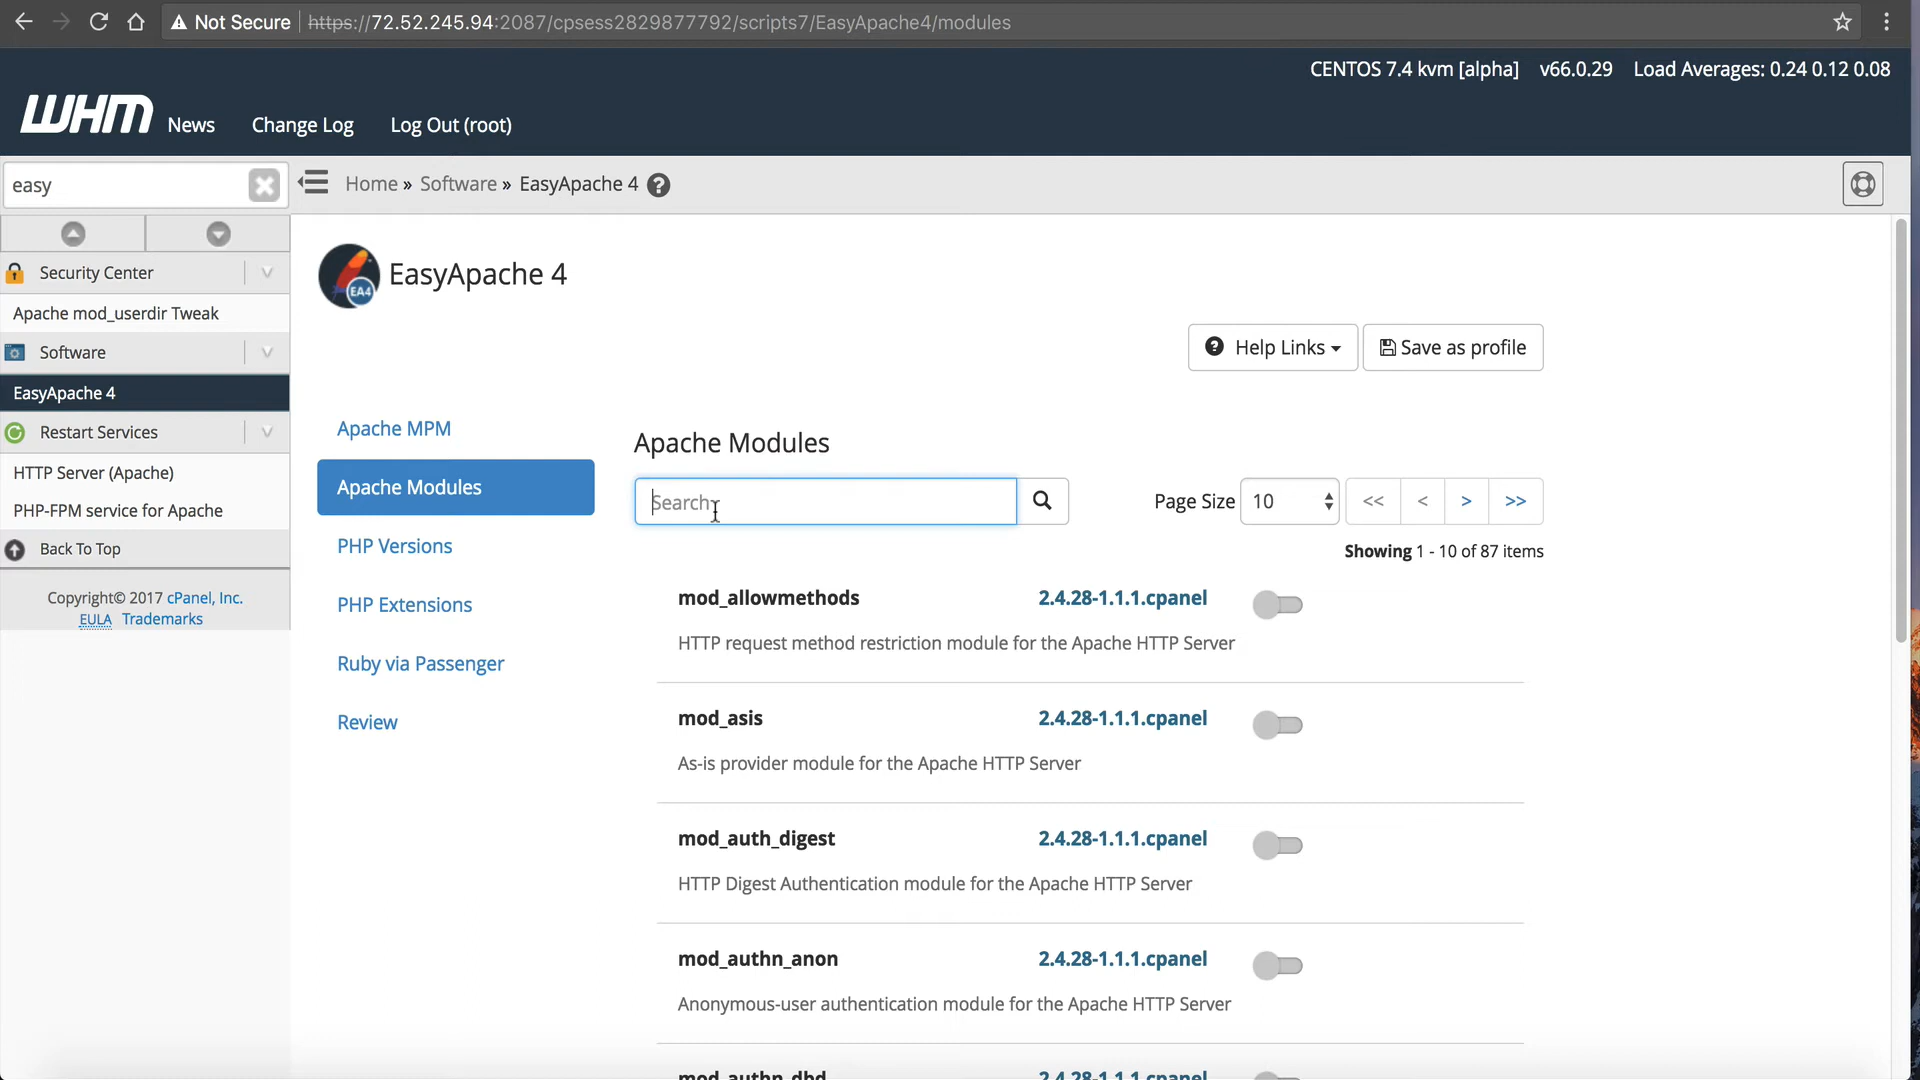 Not Secure https://72.52.245.94:2087/cpsess2829877792/scripts7/EasyApache4/modules
CENTOS 7.4 kvm [alpha] v66.0.29 Load Averages: 0.24 0.12 0.08
WHM News Change Log Log Out (root)
easy
Home » Software » EasyApache 4
Security Center
Apache mod_userdir Tweak
Software
EasyApache 4
Restart Services
HTTP Server (Apache)
PHP-FPM service for Apache
Back To Top
Copyright© 2017 cPanel, Inc.
EULA Trademarks
EA4
EasyApache 4
Help Links
Save as profile
Apache MPM
Apache Modules
PHP Versions
PHP Extensions
Ruby via Passenger
Review
Apache Modules
Search
Page Size 10 << < > >>
Showing 1 - 10 of 87 items
mod_allowmethods 2.4.28-1.1.1.cpanel
HTTP request method restriction module for the Apache HTTP Server
mod_asis 2.4.28-1.1.1.cpanel
As-is provider module for the Apache HTTP Server
mod_auth_digest 2.4.28-1.1.1.cpanel
HTTP Digest Authentication module for the Apache HTTP Server
mod_authn_anon 2.4.28-1.1.1.cpanel
Anonymous-user authentication module for the Apache HTTP Server
mod_authn_dbd 2.4.28-1.1.1.cpanel